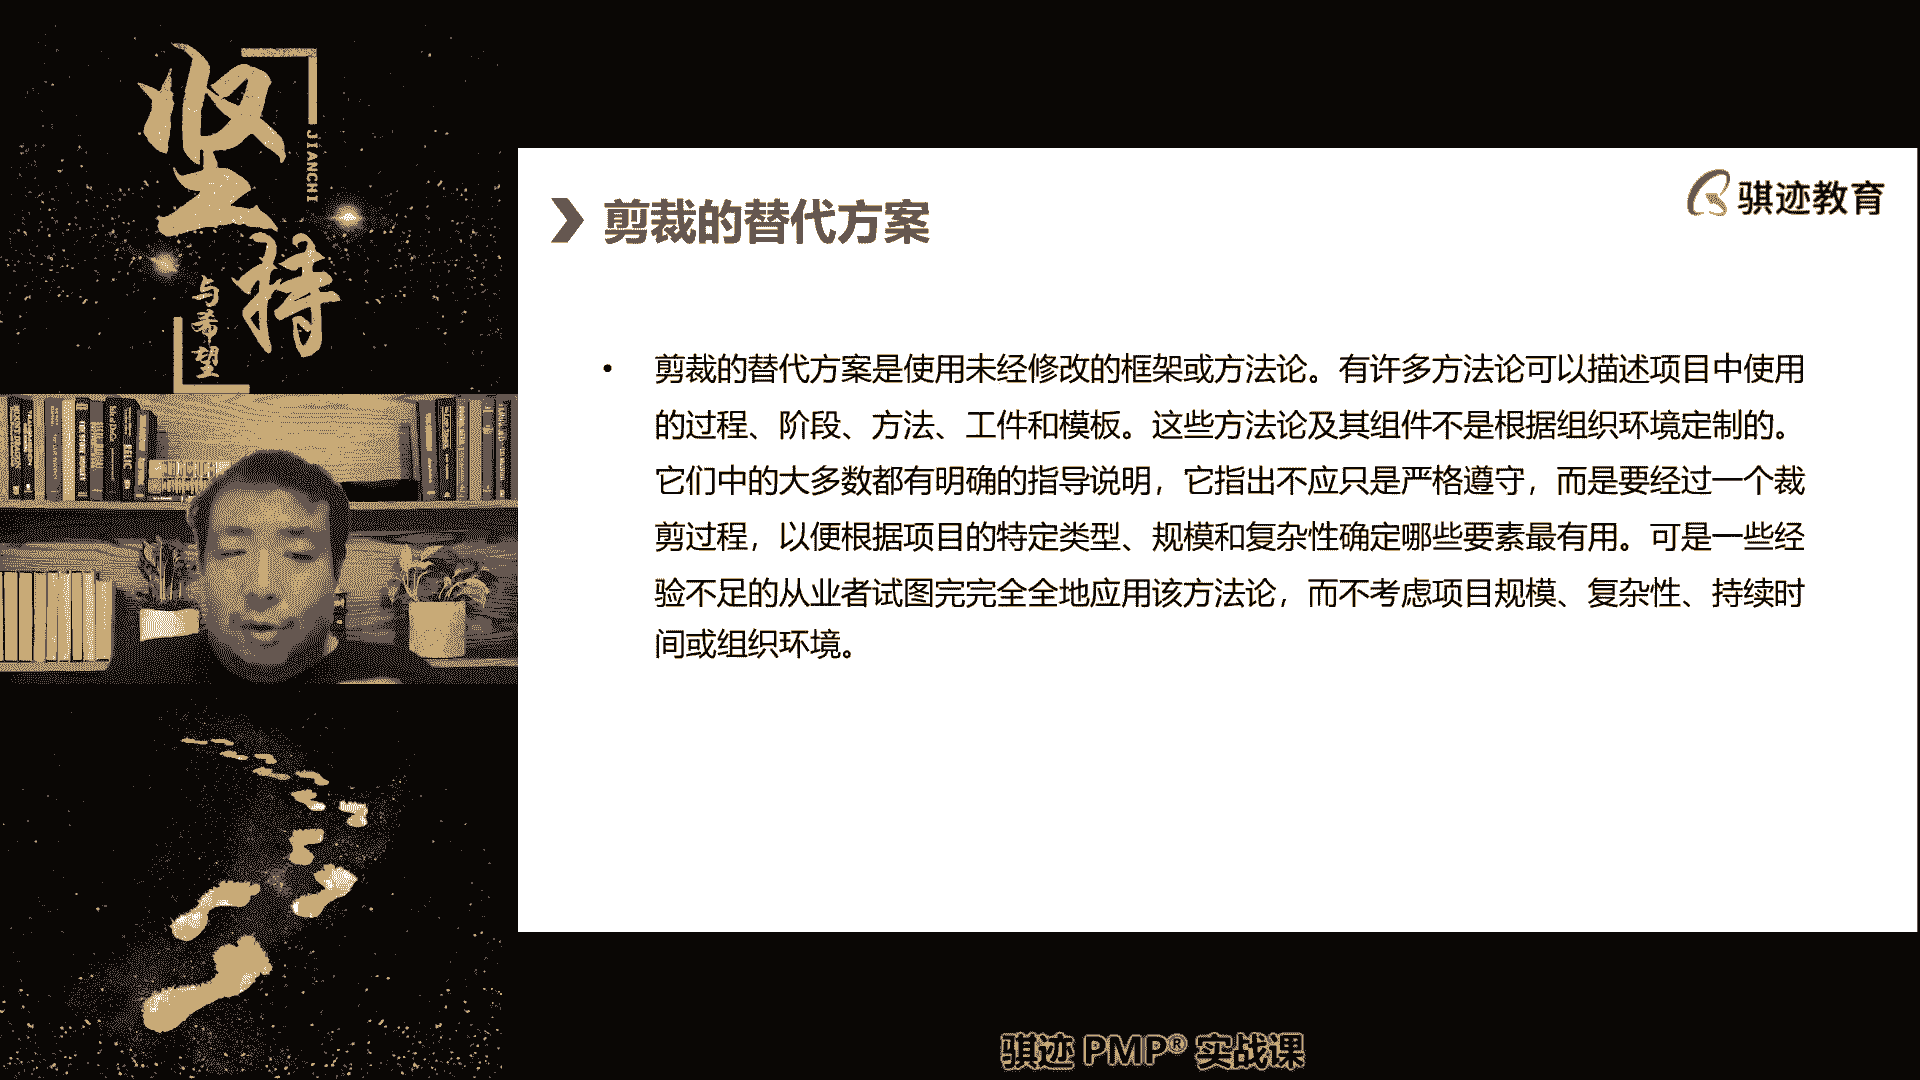 坚持
JIANCHI
与希望
骐迹教育
剪裁的替代方案
• 剪裁的替代方案是使用未经修改的框架或方法论。有许多方法论可以描述项目中使用
的过程、阶段、方法、工件和模板。这些方法论及其组件不是根据组织环境定制的。
它们中的大多数都有明确的指导说明，它指出不应只是严格遵守，而是要经过一个裁
剪过程，以便根据项目的特定类型、规模和复杂性确定哪些要素最有用。可是一些经
验不足的从业者试图完完全全地应用该方法论，而不考虑项目规模、复杂性、持续时
间或组织环境。
骐迹 PMP® 实战课